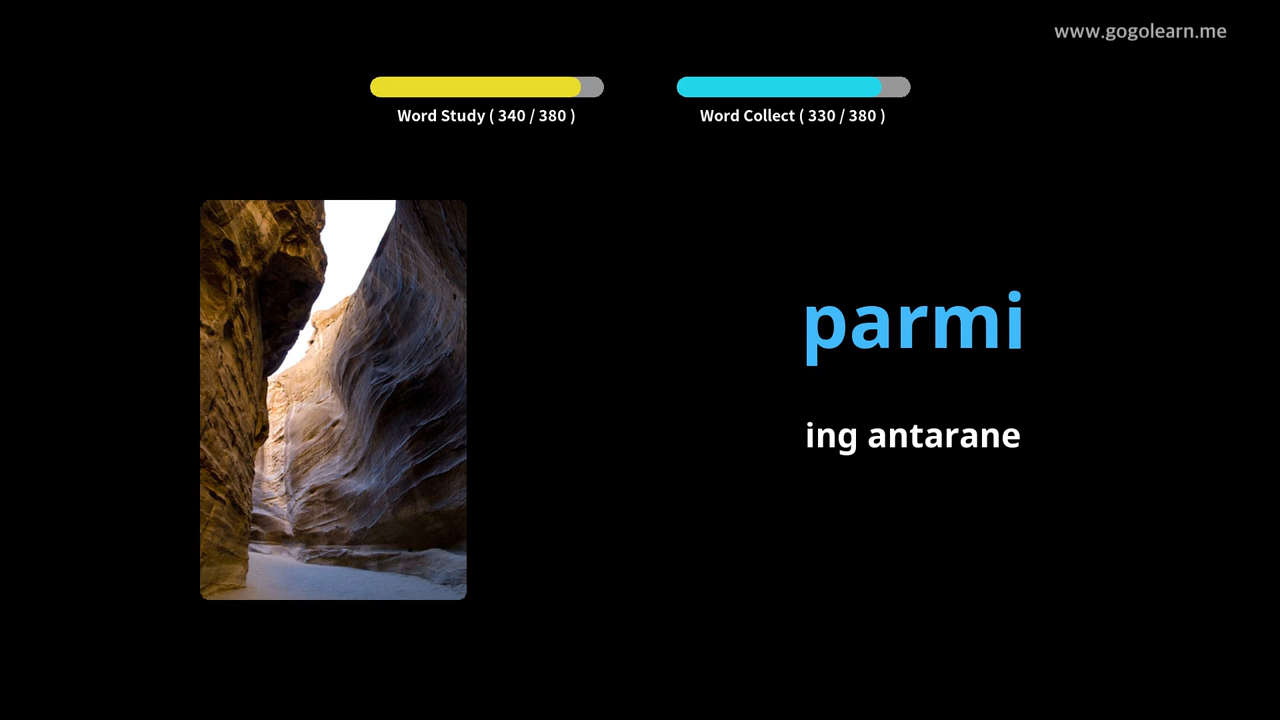 www.gogolearn.me
Word Study ( 340 / 380 )
Word Collect ( 330 / 380 )
parmi
ing antarane